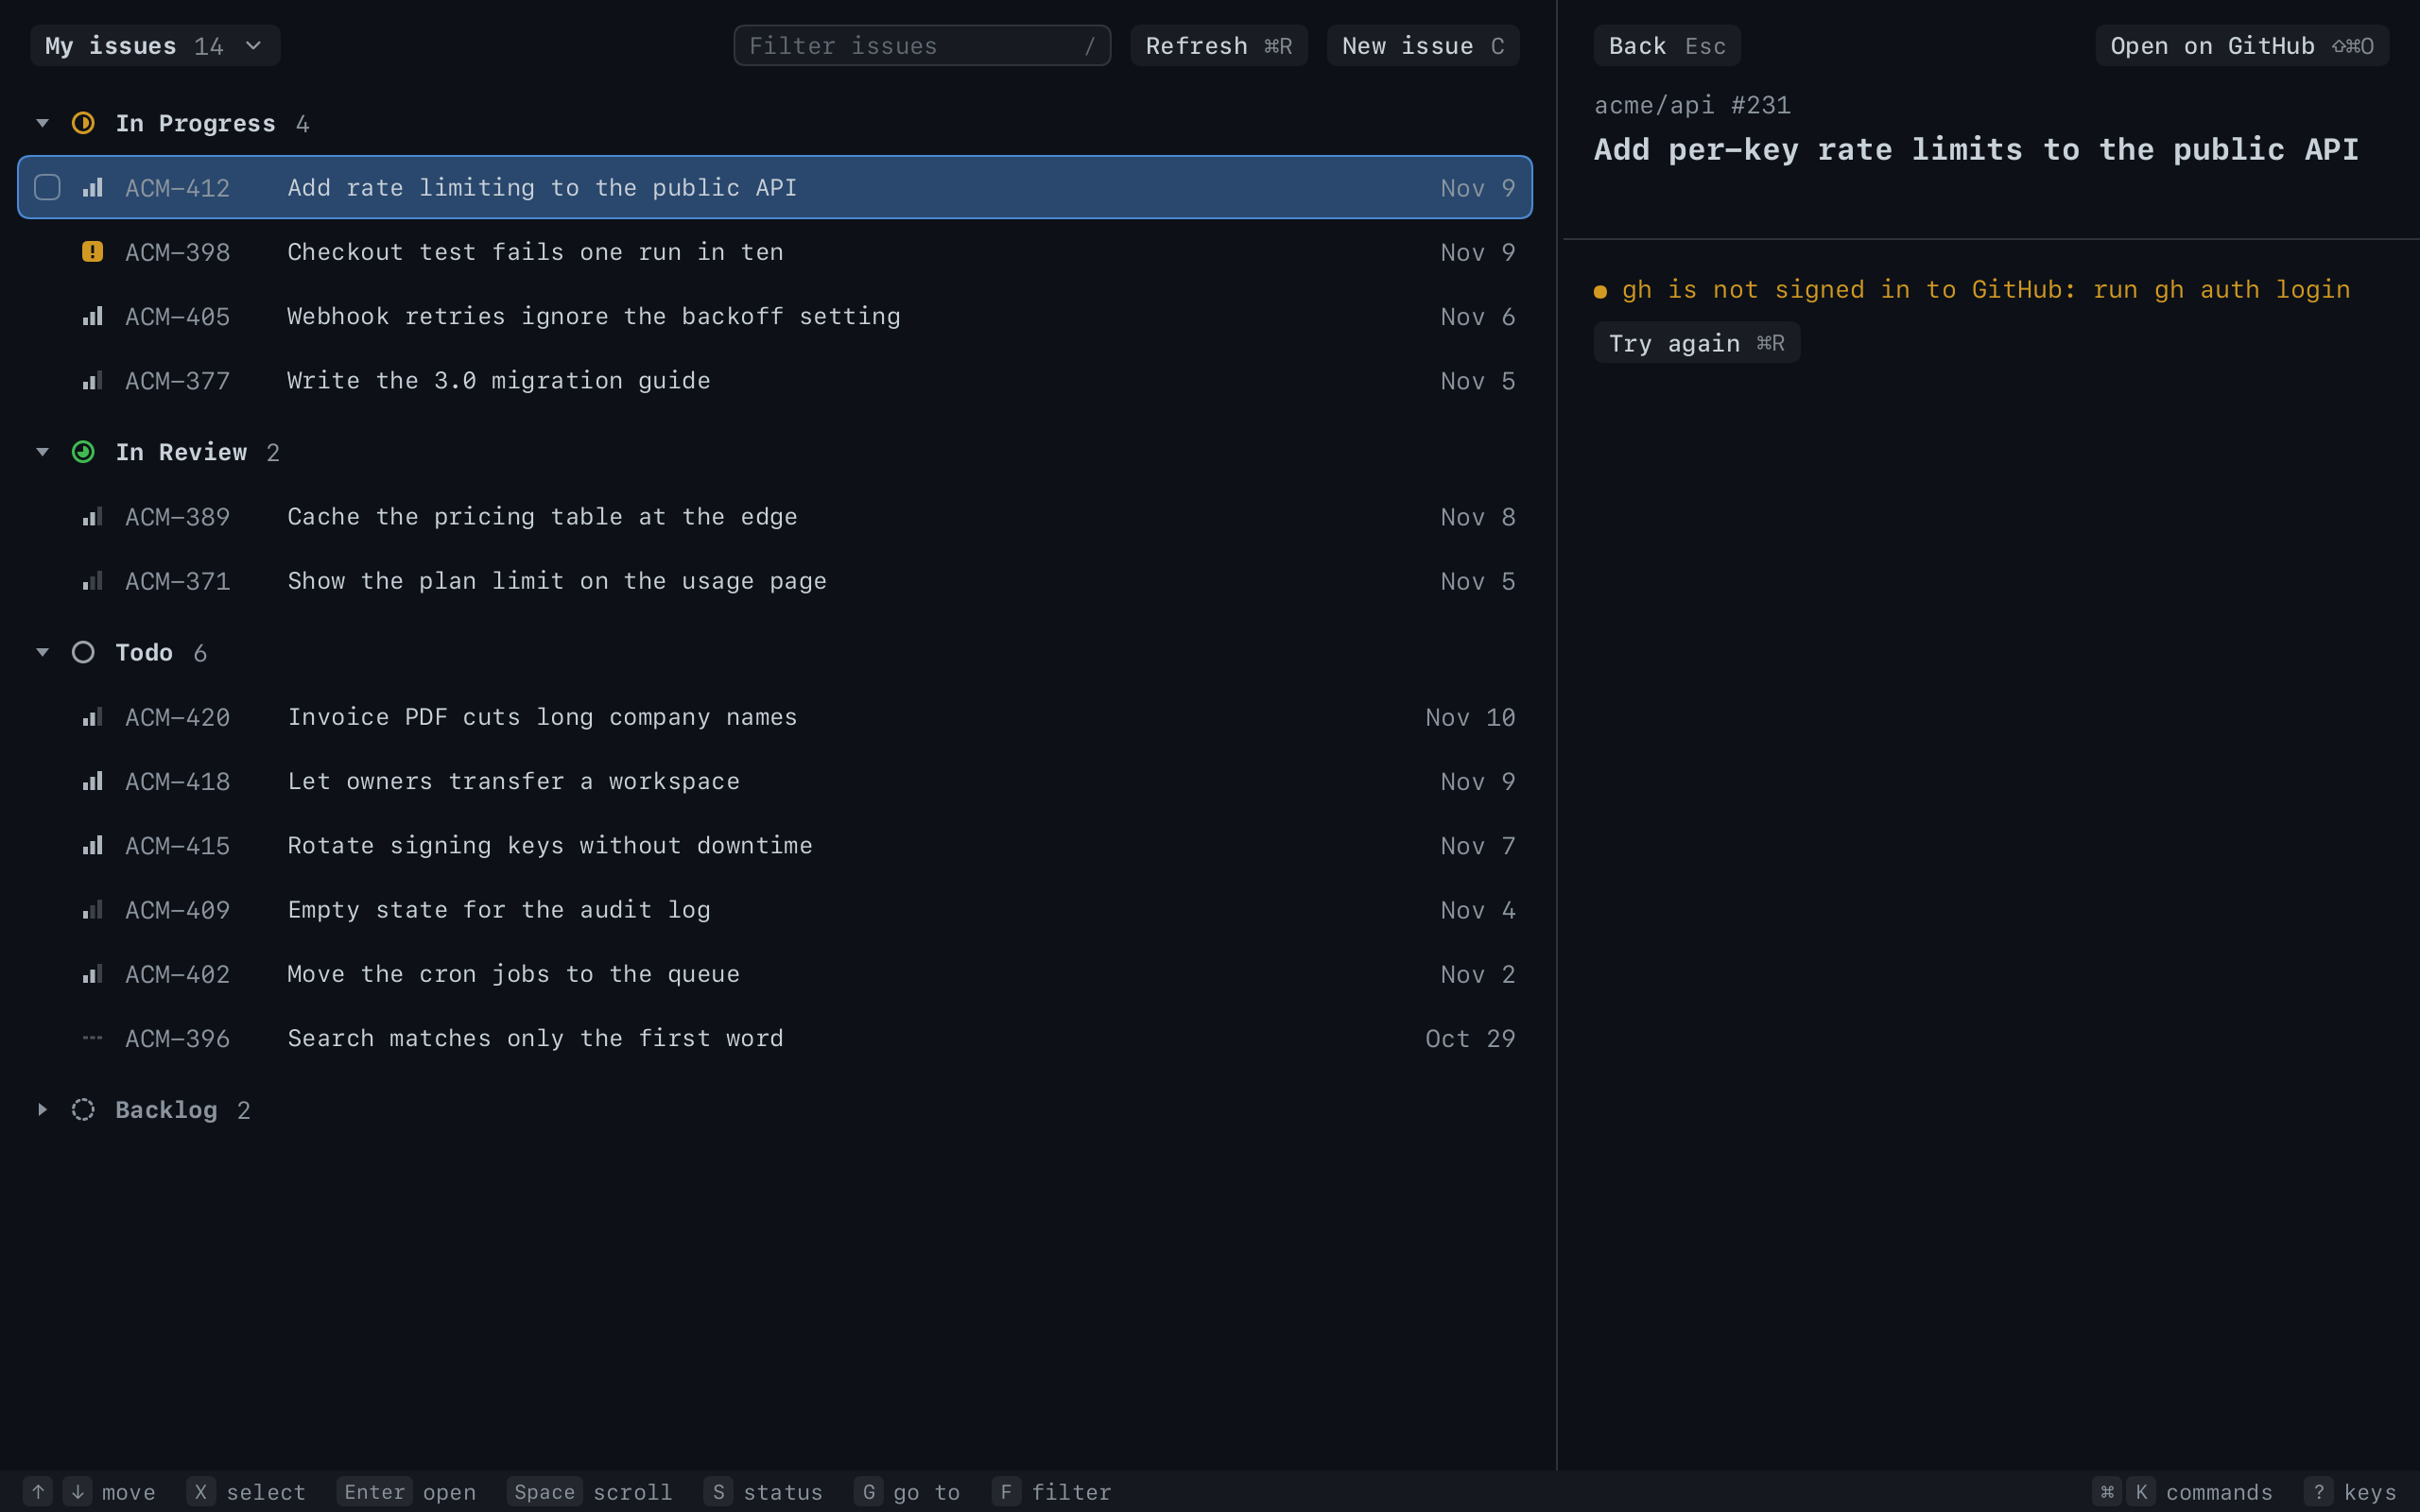 My issues 14
Filter issues /
Refresh ⌘R
New issue C
In Progress 4
ACM-412 Add rate limiting to the public API Nov 9
ACM-398 Checkout test fails one run in ten Nov 9
ACM-405 Webhook retries ignore the backoff setting Nov 6
ACM-377 Write the 3.0 migration guide Nov 5
In Review 2
ACM-389 Cache the pricing table at the edge Nov 8
ACM-371 Show the plan limit on the usage page Nov 5
Todo 6
ACM-420 Invoice PDF cuts long company names Nov 10
ACM-418 Let owners transfer a workspace Nov 9
ACM-415 Rotate signing keys without downtime Nov 7
ACM-409 Empty state for the audit log Nov 4
ACM-402 Move the cron jobs to the queue Nov 2
ACM-396 Search matches only the first word Oct 29
Backlog 2
Back Esc
Open on GitHub ⇧⌘O
acme/api #231
Add per-key rate limits to the public API
gh is not signed in to GitHub: run gh auth login
Try again ⌘R
↑ ↓ move X select Enter open Space scroll S status G go to F filter ⌘ K commands ? keys